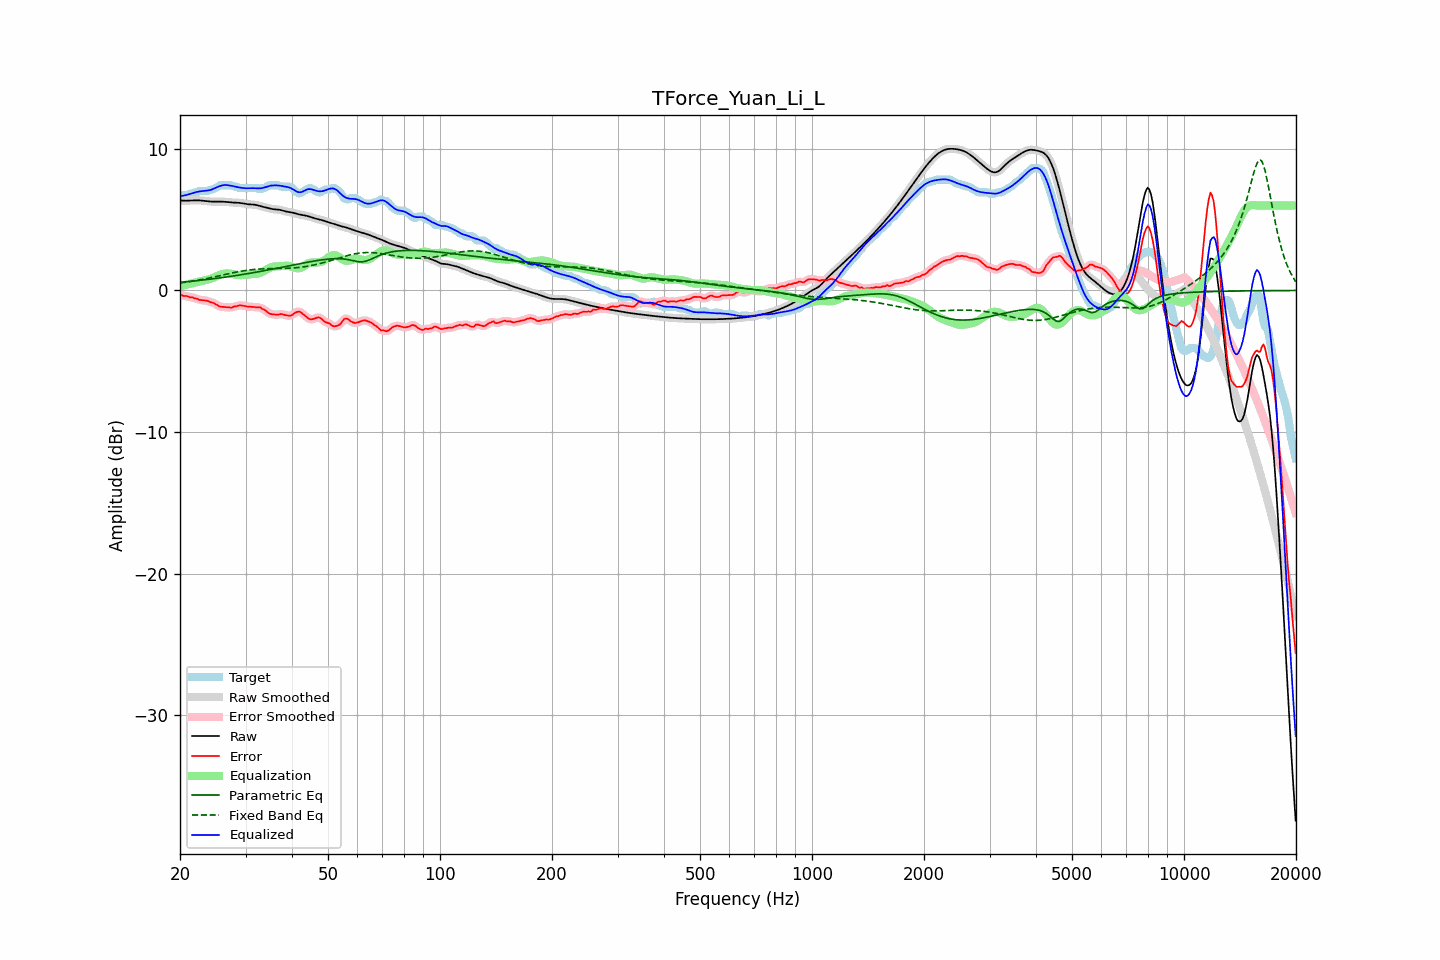 TForce_Yuan_Li_L
10
0
−10
−20
−30
Amplitude (dBr)
Target
Raw Smoothed
Error Smoothed
Raw
Error
Equalization
Parametric Eq
Fixed Band Eq
Equalized
20
50
100
200
500
1000
2000
5000
10000
20000
Frequency (Hz)